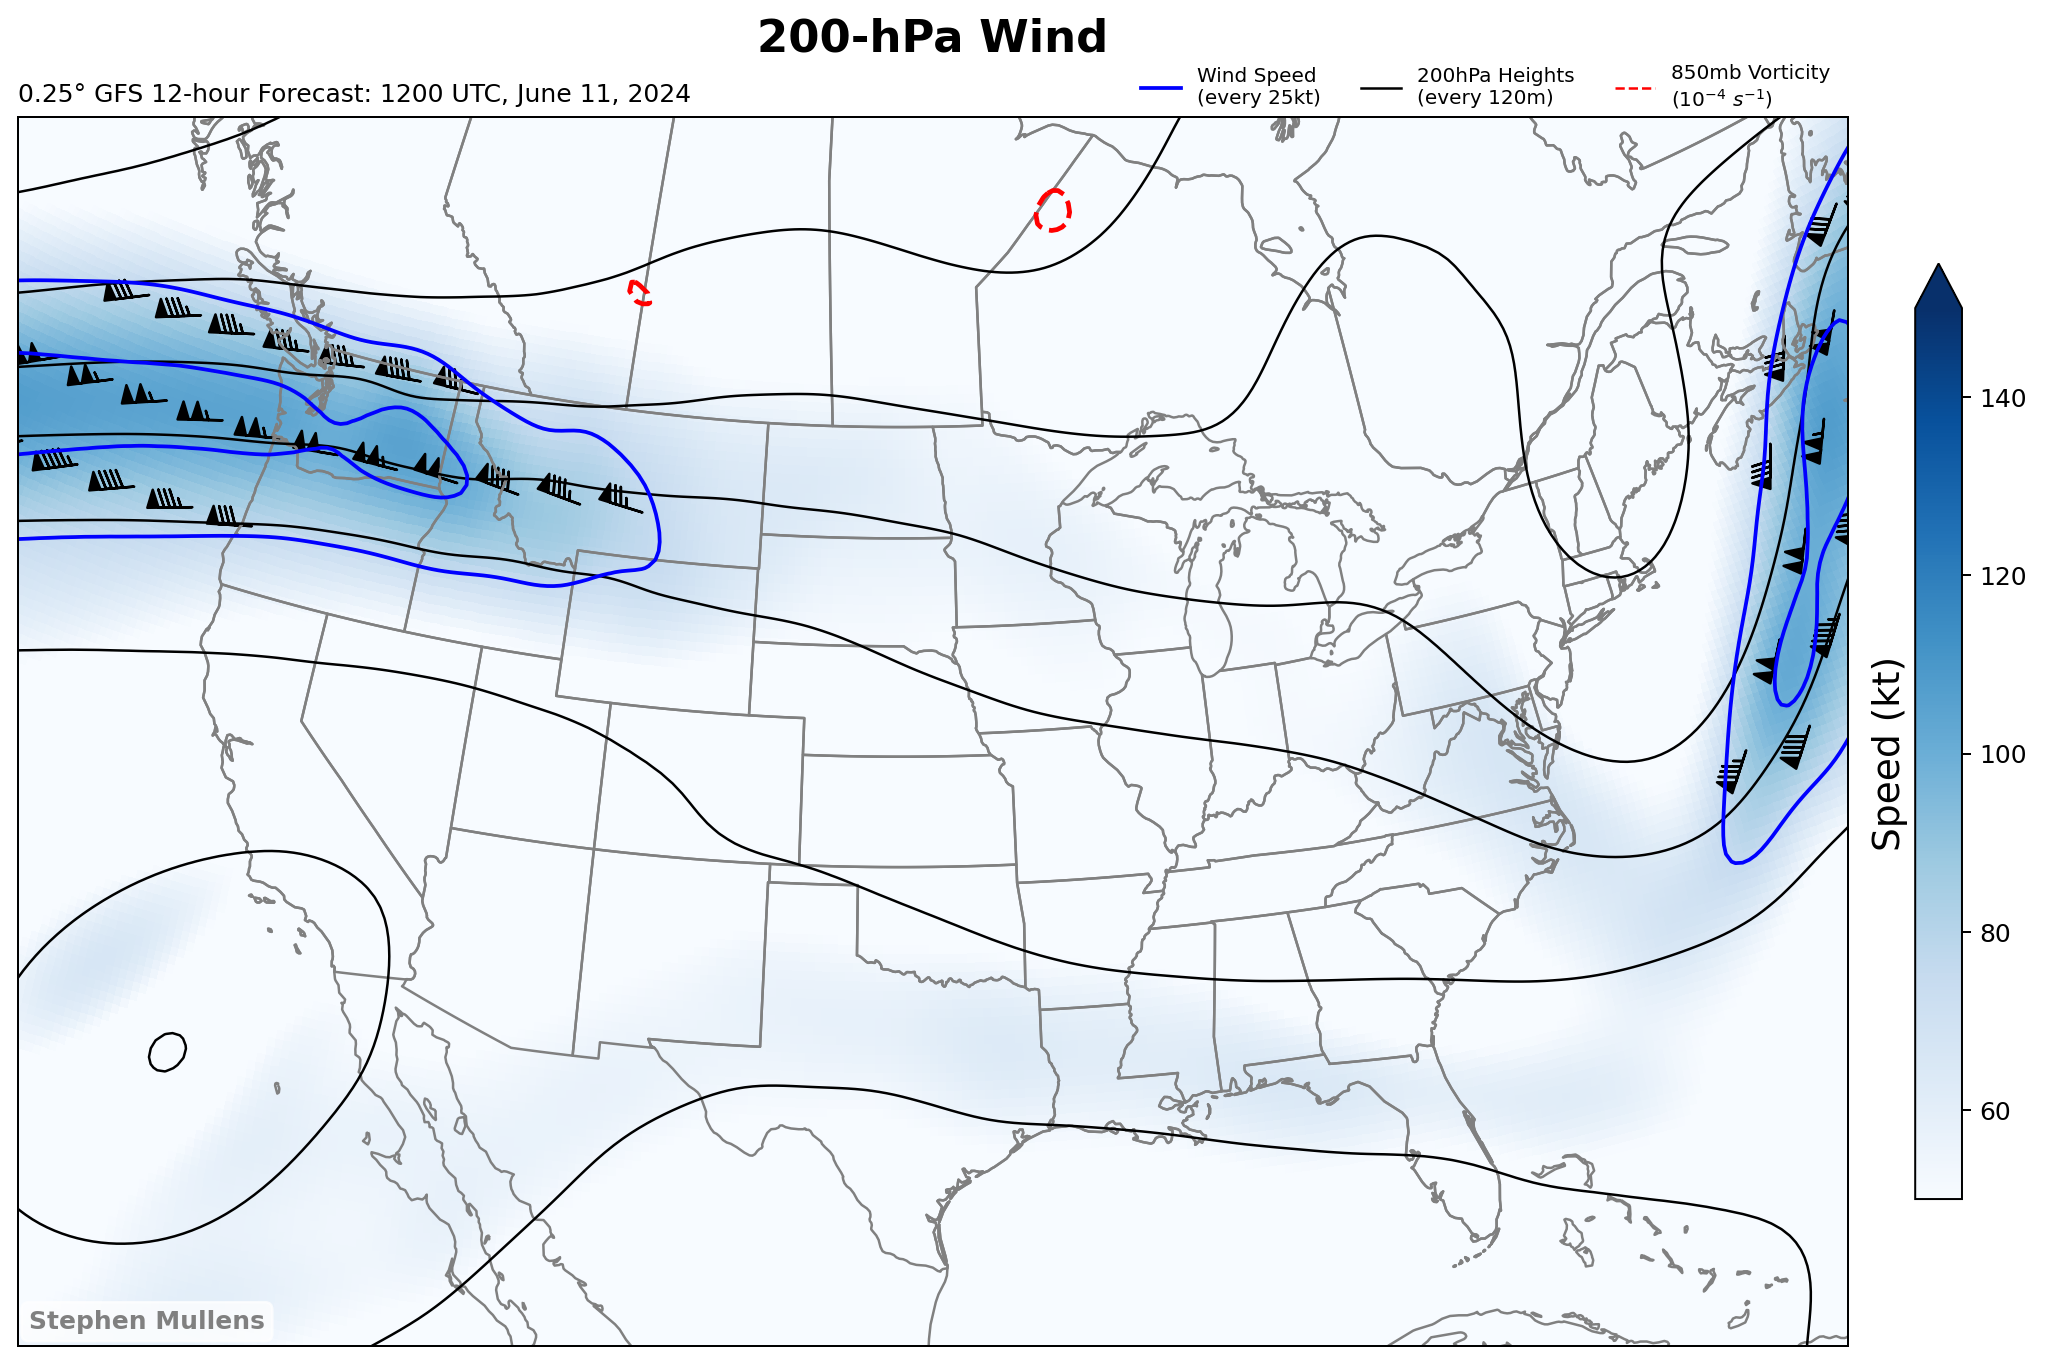 200-hPa Wind
0.25° GFS 12-hour Forecast: 1200 UTC, June 11, 2024
Wind Speed
(every 25kt)
200hPa Heights
(every 120m)
850mb Vorticity
(10⁻⁴ s⁻¹)
140
120
100
80
60
Speed (kt)
Stephen Mullens